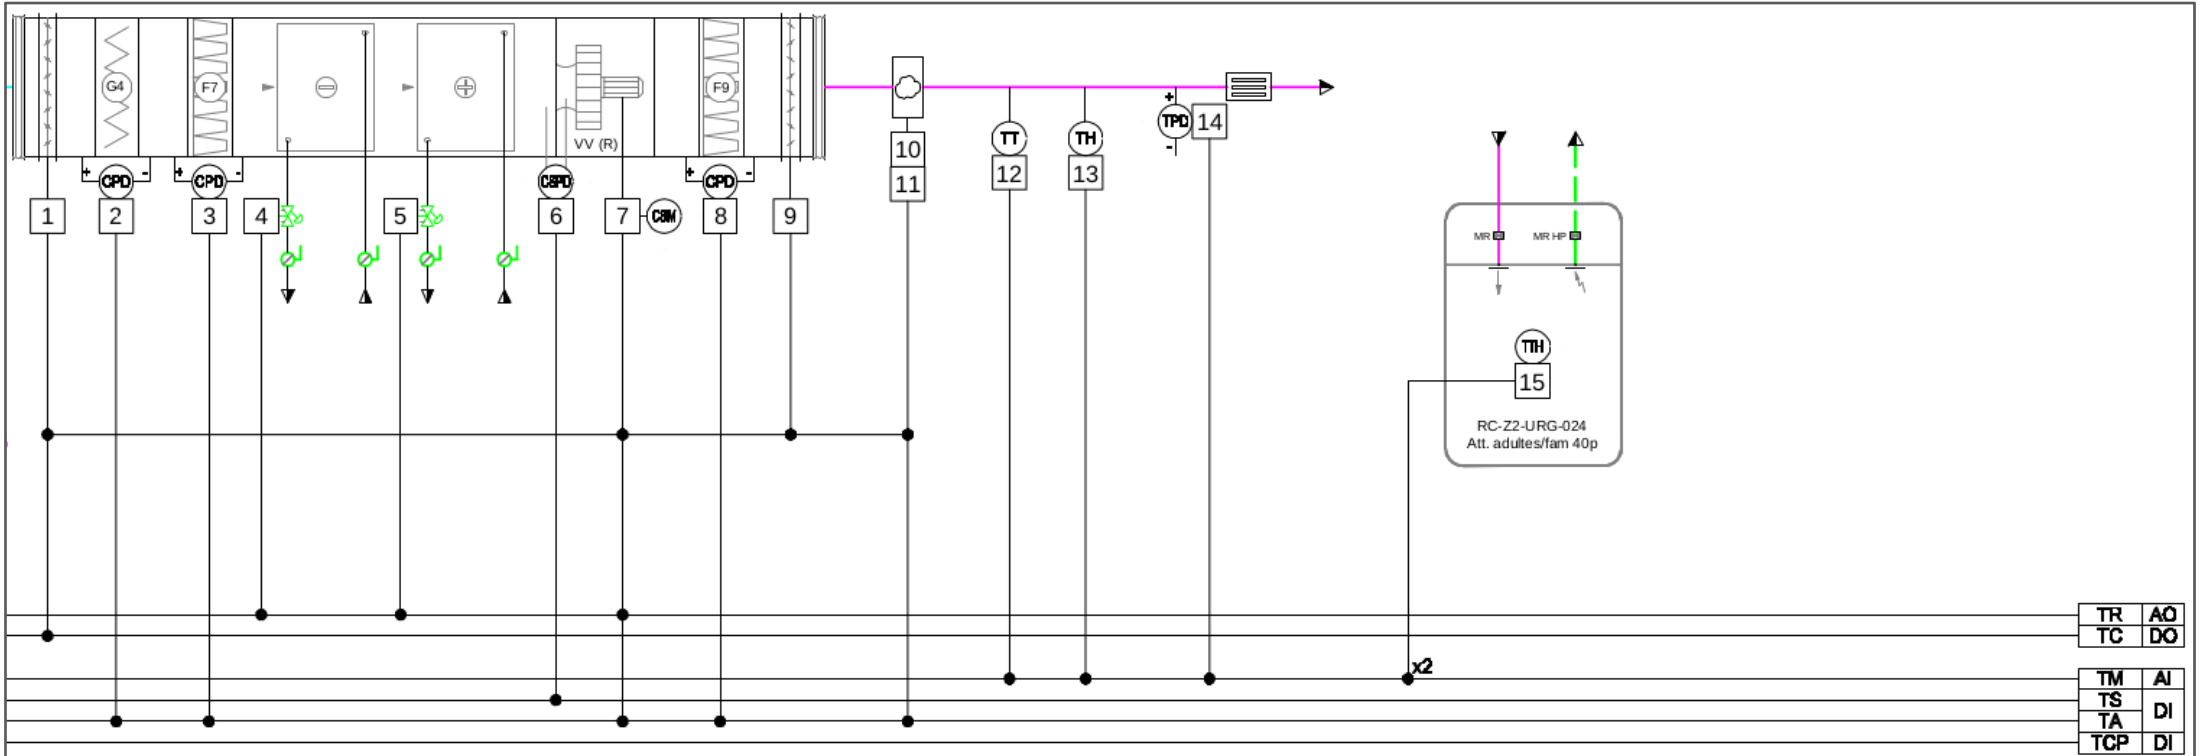 G4
F7
F9
VV (R)
+ CPD -
+ CPD -
CSPD
+ CPD -
1
2
3
4
5
6
7
CSM
8
9
10
11
TT
12
TH
13
+
TPD
-
14
MR
MR HP
TTH
15
RC-Z2-URG-024
Att. adultes/fam 40p
x2
TR AO
TC DO
TM AI
TS
TA
DI
TCP DI